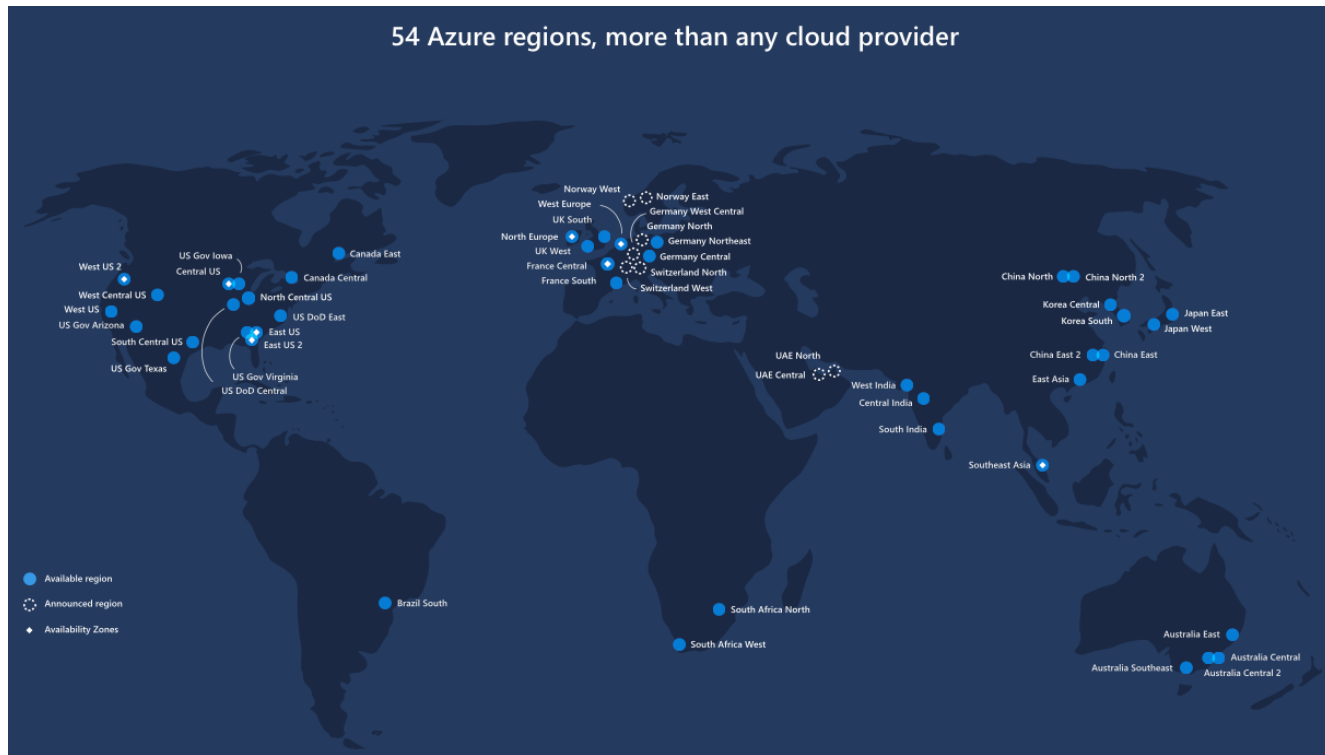 54 Azure regions, more than any cloud provider
Norway West
Norway East
West Europe
Germany West Central
UK South
Germany North
North Europe
Germany Northeast
UK West
Germany Central
France Central
Switzerland North
France South
Switzerland West
Canada East
US Gov Iowa
Central US
West US 2
Canada Central
West Central US
North Central US
West US
US DoD East
US Gov Arizona
East US
South Central US
East US 2
US Gov Texas
US Gov Virginia
US DoD Central
China North
China North 2
Korea Central
Korea South
Japan East
Japan West
China East 2
China East
East Asia
UAE North
UAE Central
West India
Central India
South India
Southeast Asia
Available region
Announced region
Availability Zones
Brazil South
South Africa North
South Africa West
Australia East
Australia Central
Australia Southeast
Australia Central 2